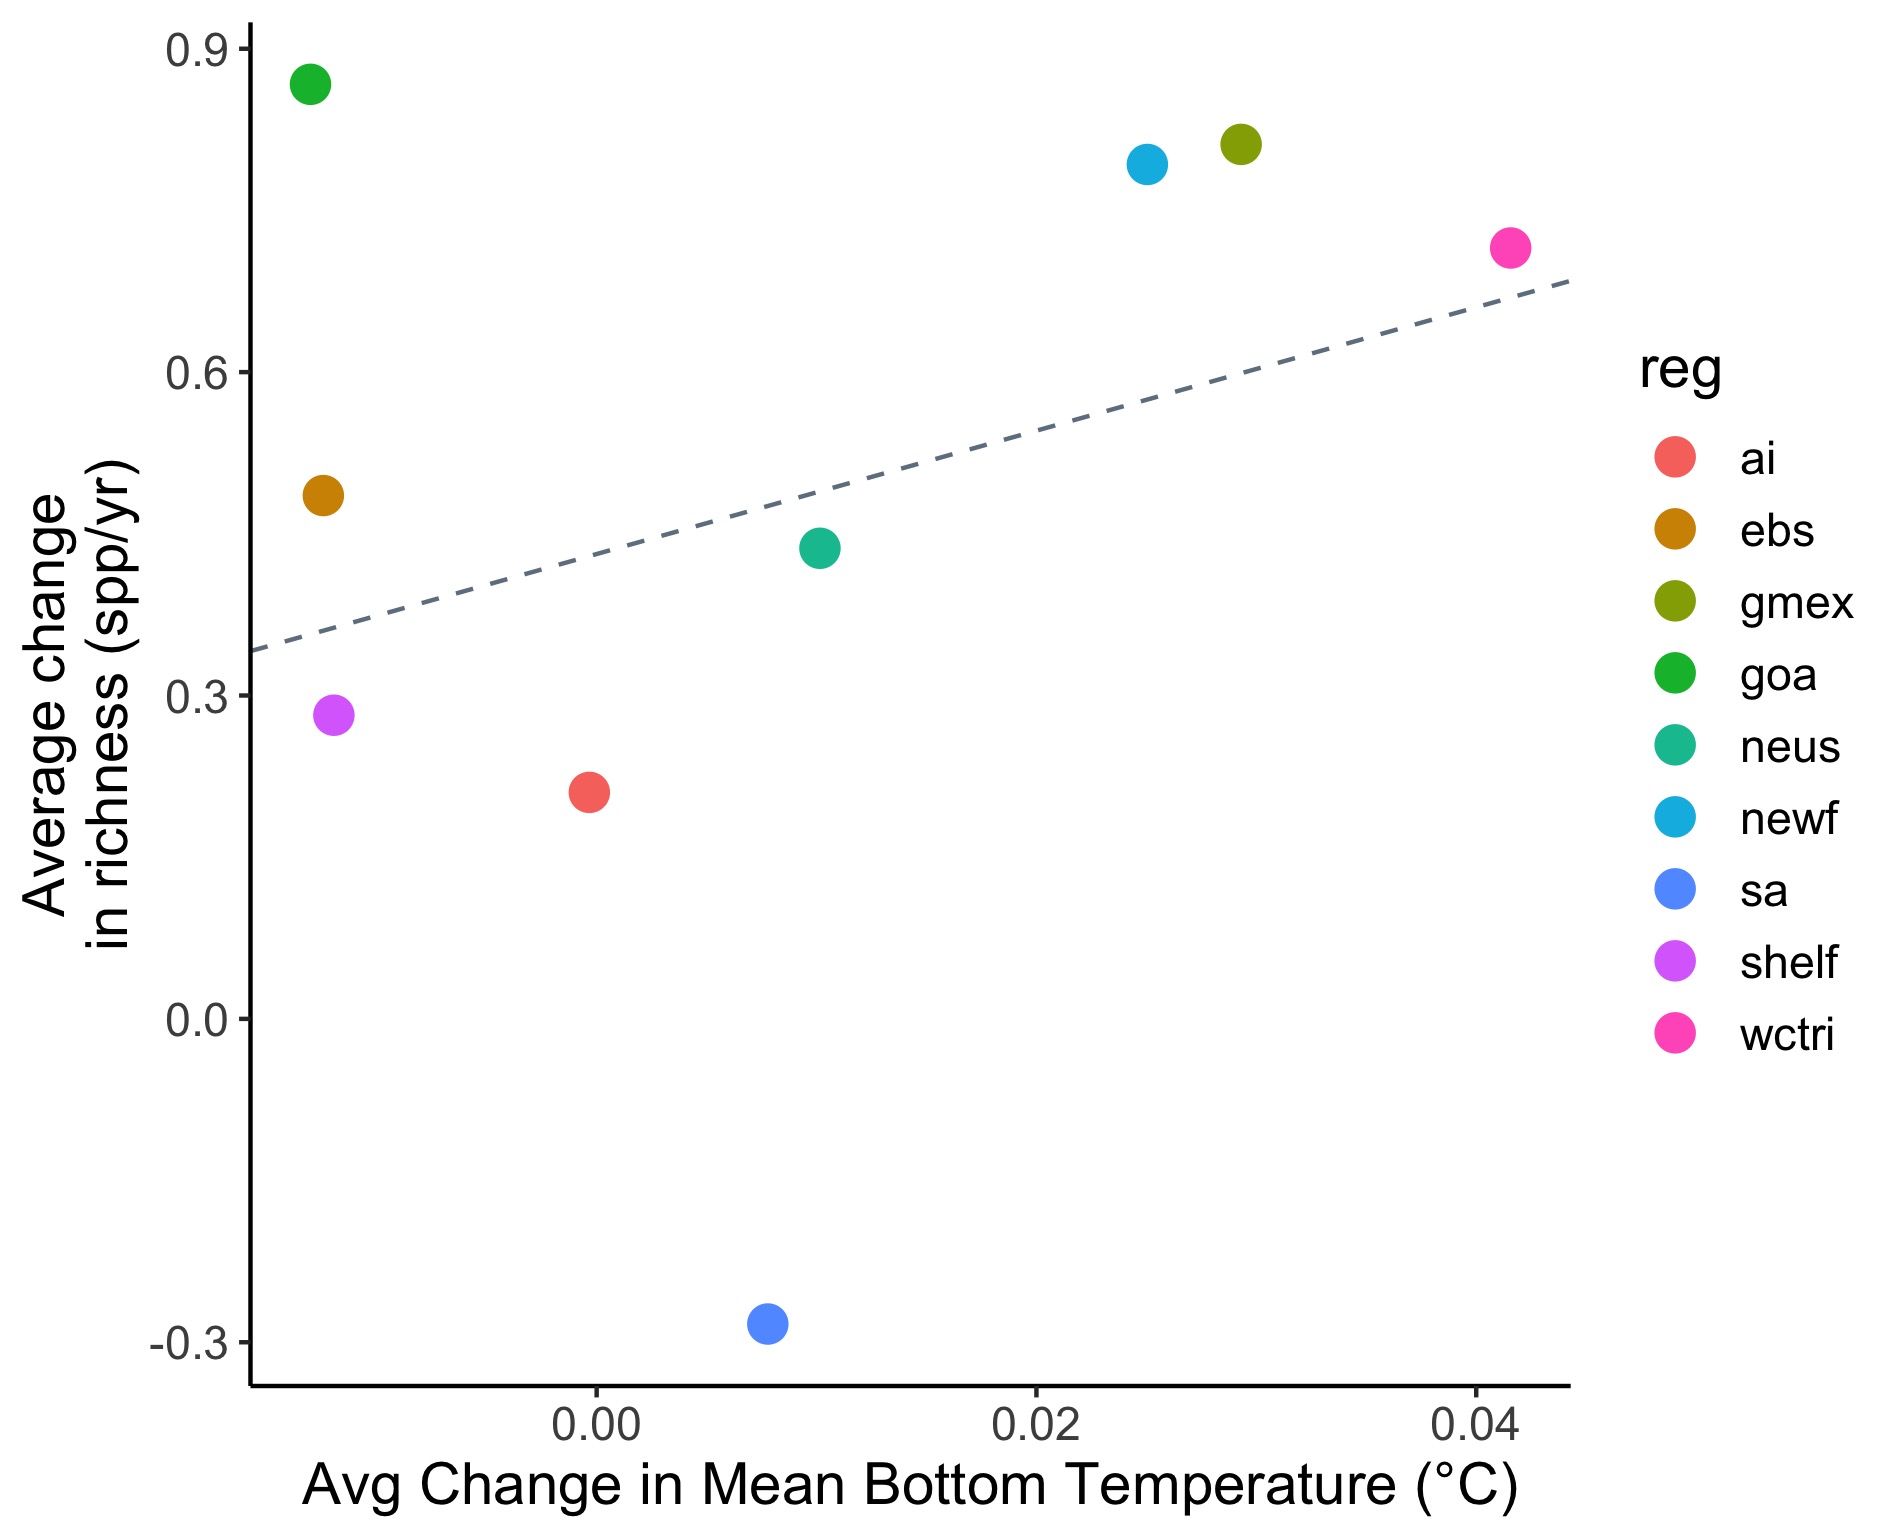 Average change
in richness (spp/yr)
0.9
0.6
0.3
0.0
-0.3
0.00
0.02
0.04
Avg Change in Mean Bottom Temperature (°C)
reg
ai
ebs
gmex
goa
neus
newf
sa
shelf
wctri